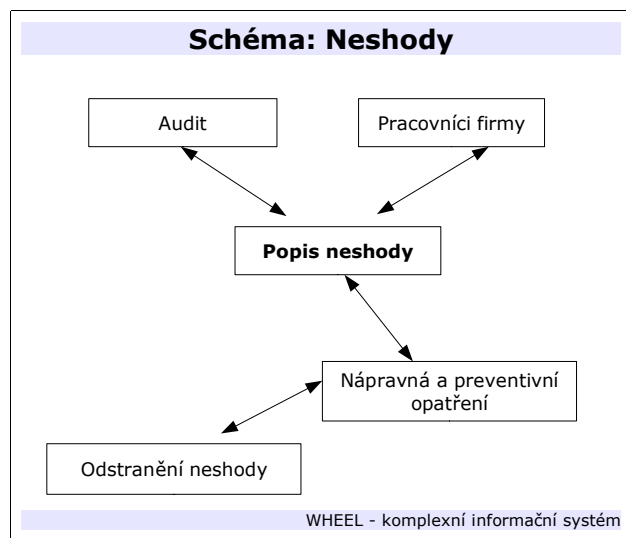 Schéma: Neshody
Audit
Pracovníci firmy
Popis neshody
Nápravná a preventivní
opatření
Odstranění neshody
WHEEL - komplexní informační systém